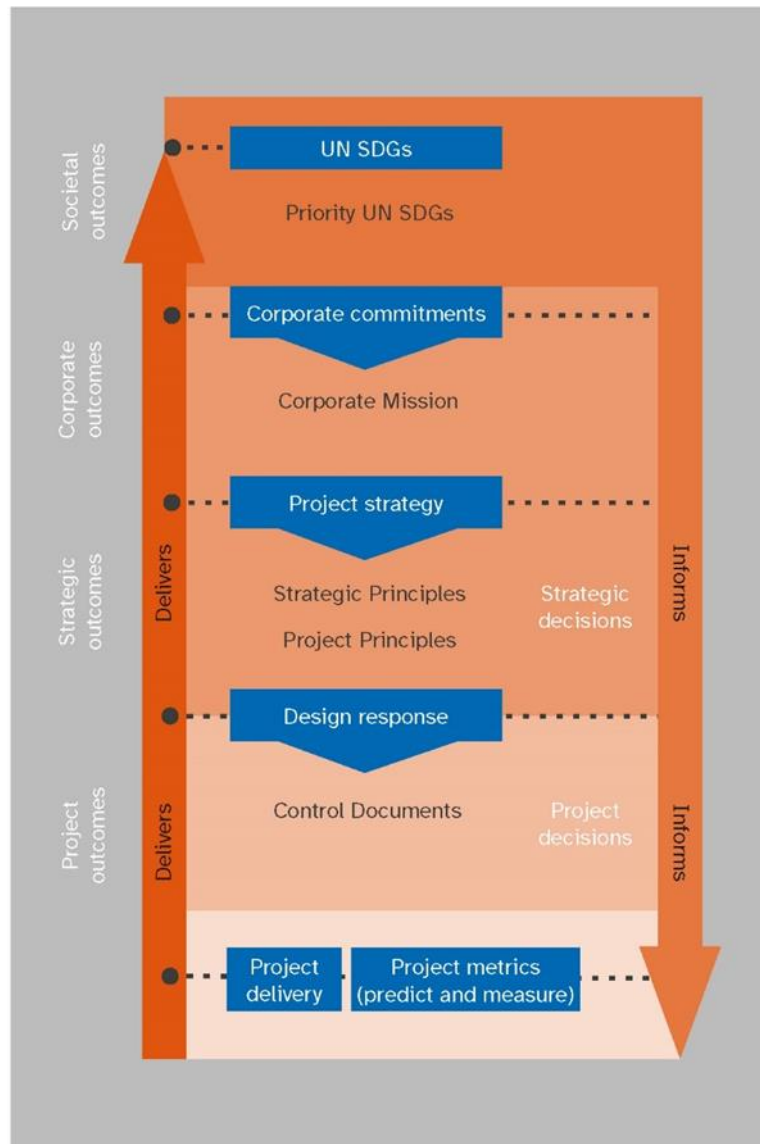 Societal
outcomes
UN SDGs
Priority UN SDGs
Corporate
outcomes
Corporate commitments
Corporate Mission
Strategic
outcomes
Delivers
Project strategy
Strategic Principles
Project Principles
Strategic
decisions
Informs
Project
outcomes
Delivers
Design response
Control Documents
Project
decisions
Informs
Project
delivery
Project metrics
(predict and measure)